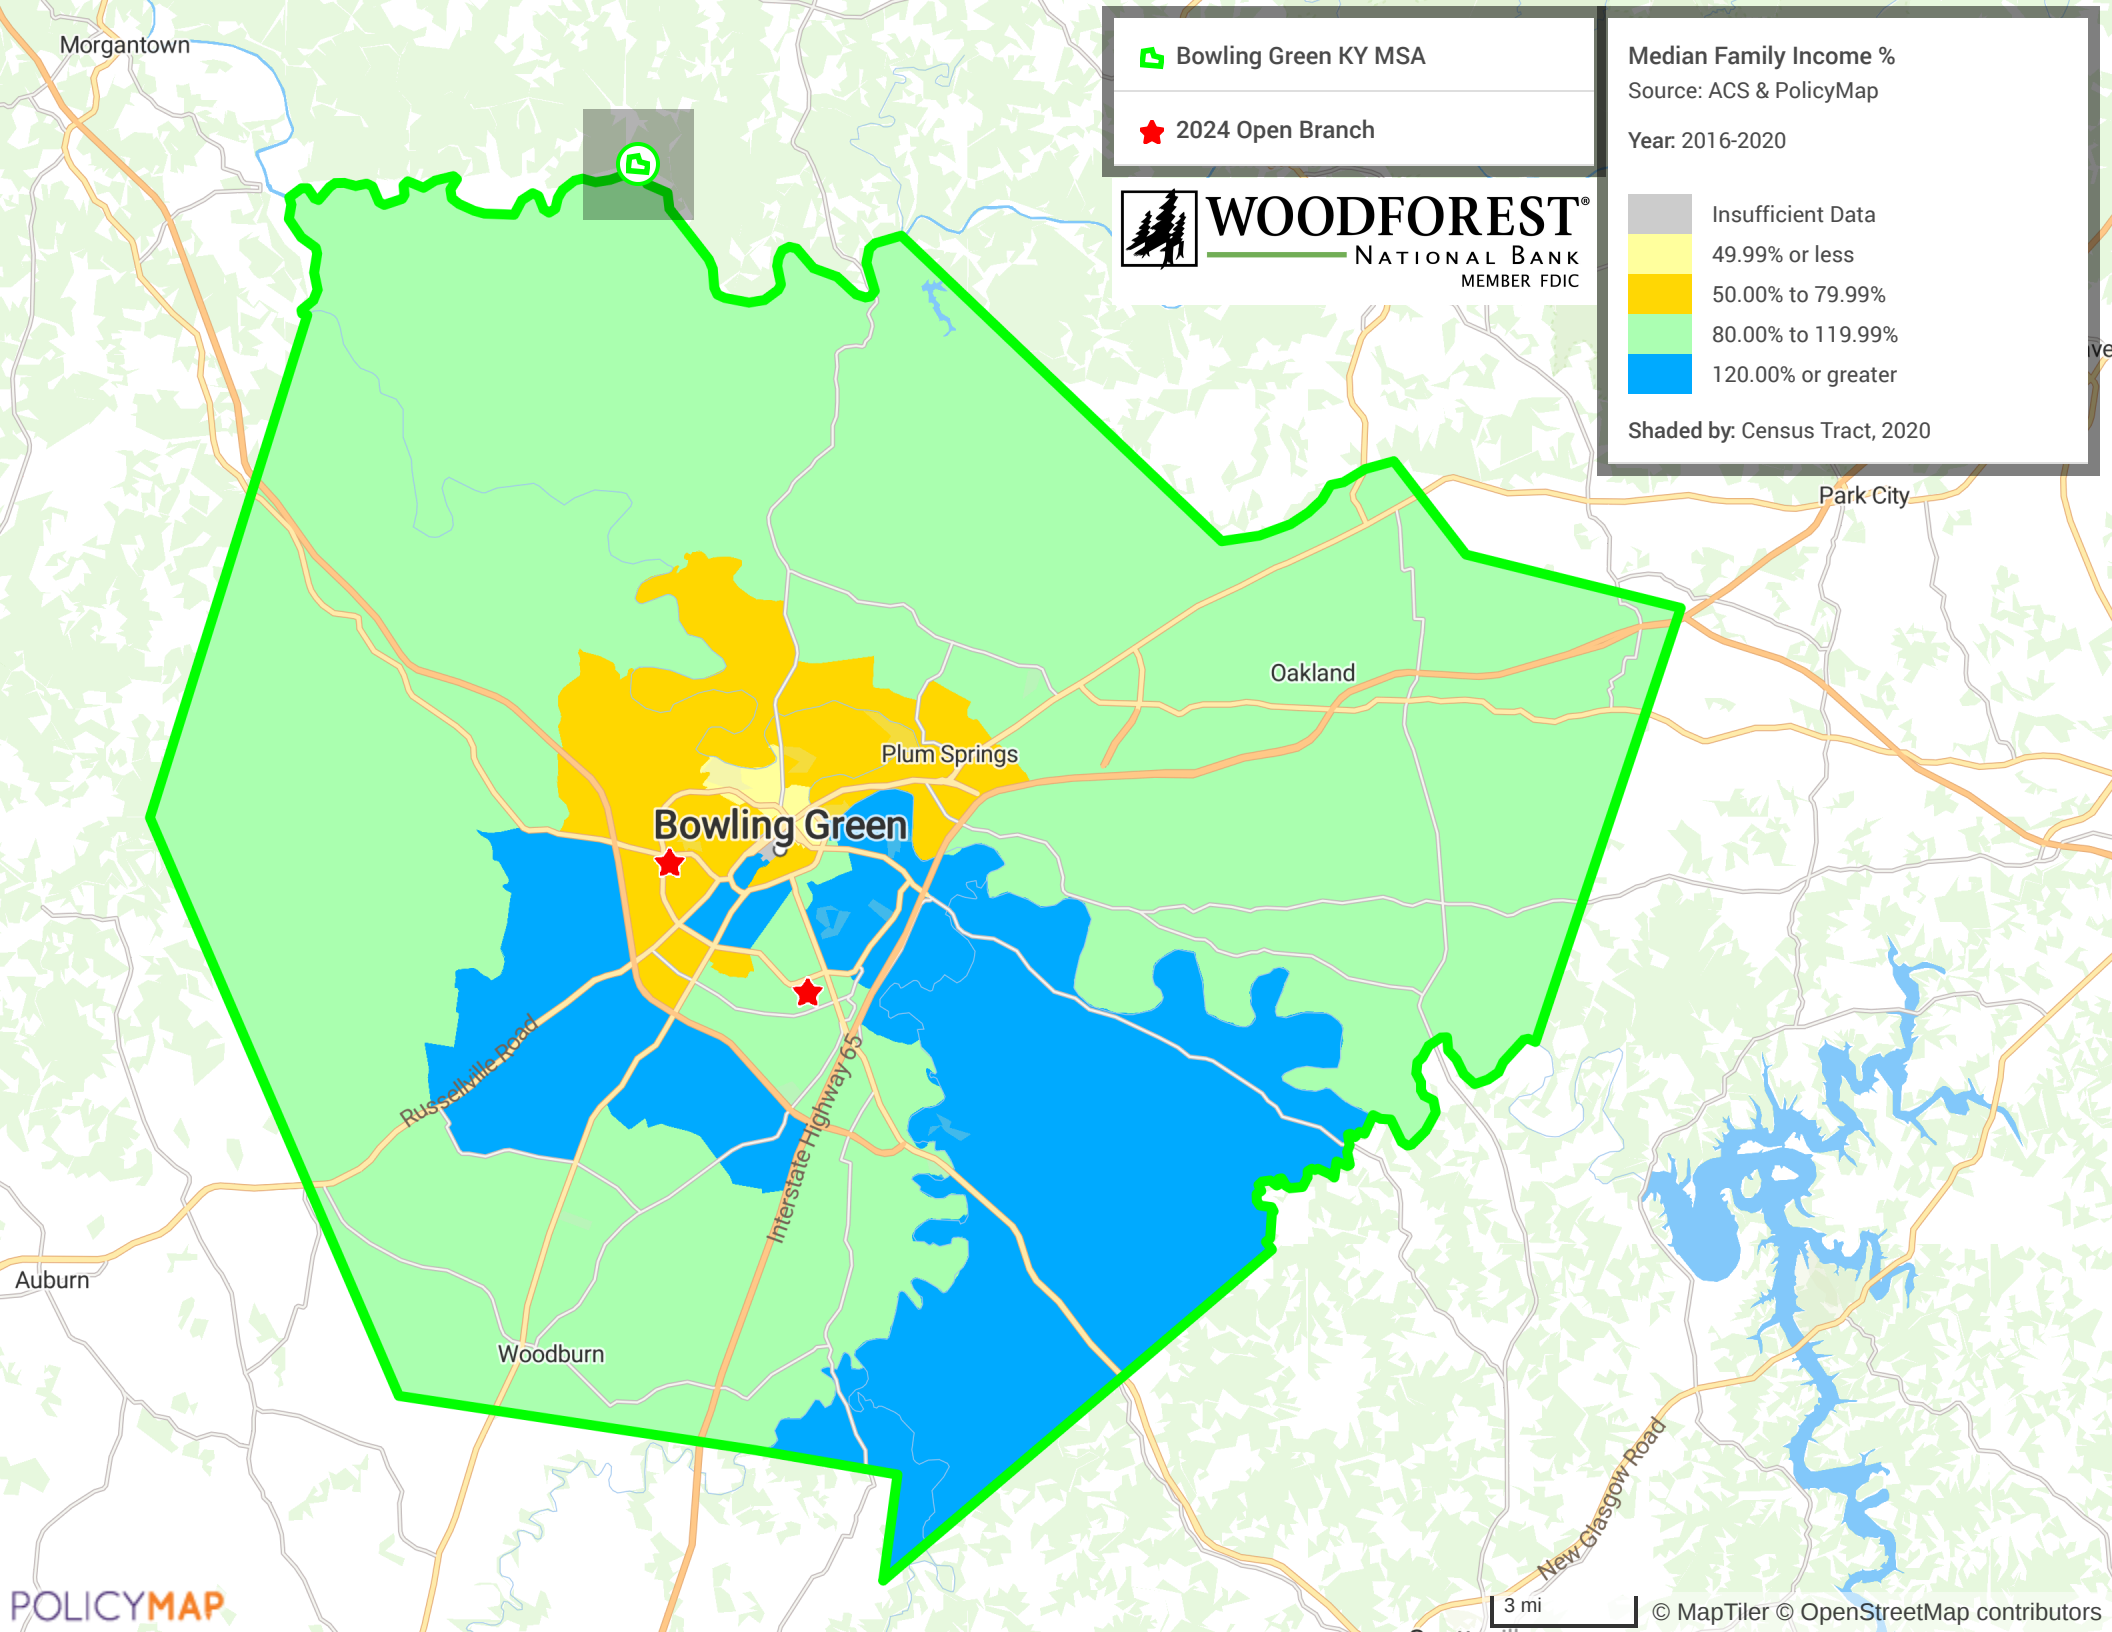 Morgantown
Bowling Green KY MSA
2024 Open Branch
WOODFOREST®
NATIONAL BANK
MEMBER FDIC
Median Family Income %
Source: ACS & PolicyMap
Year: 2016-2020
Insufficient Data
49.99% or less
50.00% to 79.99%
80.00% to 119.99%
120.00% or greater
Shaded by: Census Tract, 2020
Park City
Oakland
Plum Springs
Bowling Green
Russellville Road
Interstate Highway 65
Auburn
Woodburn
New Glasgow Road
POLICYMAP
3 mi
© MapTiler © OpenStreetMap contributors